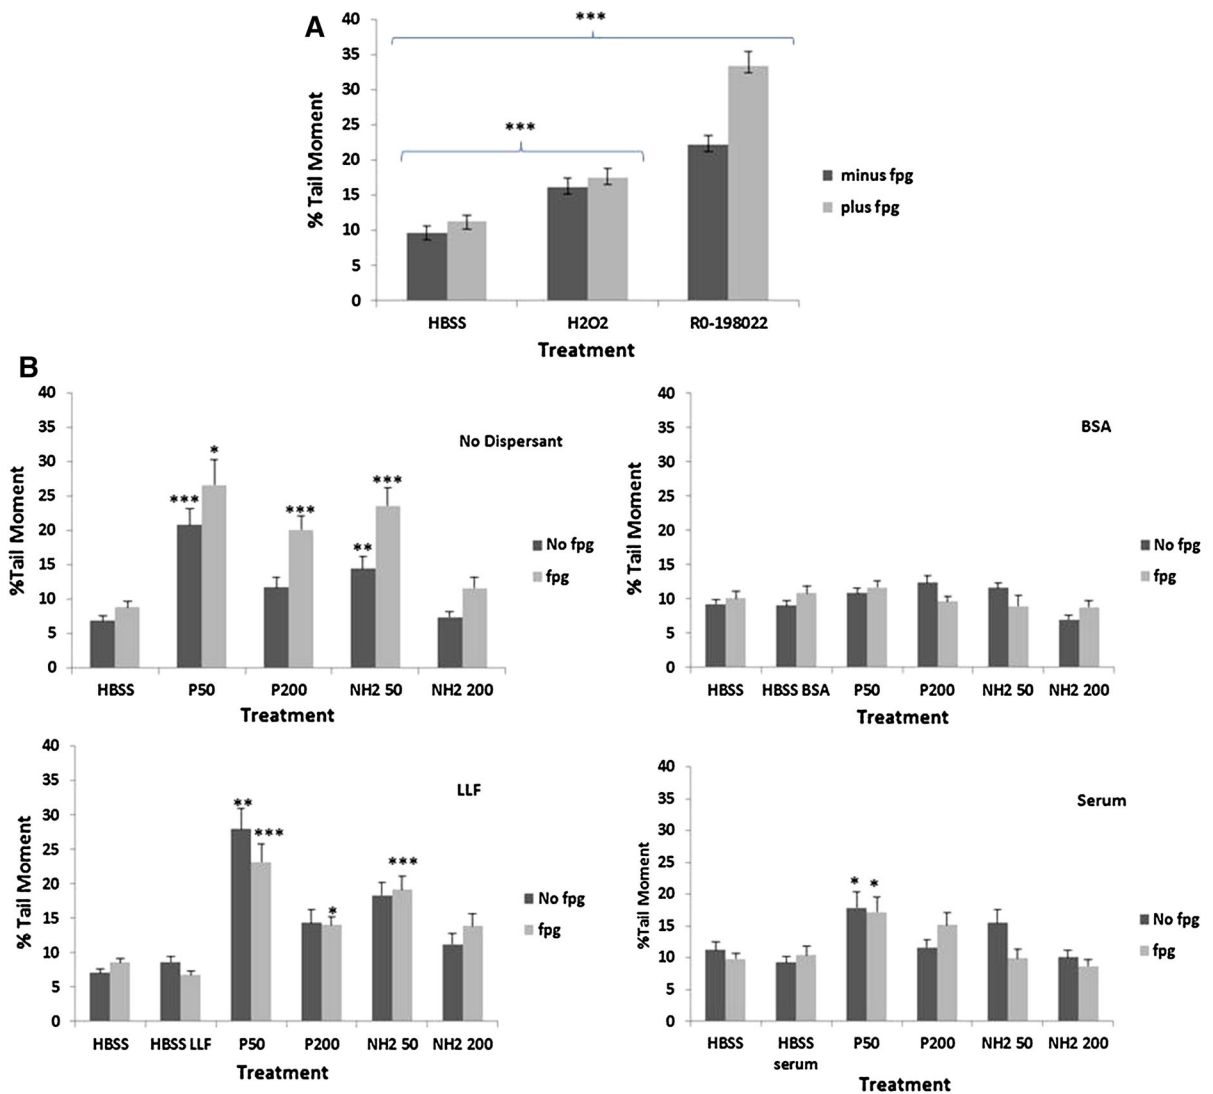 A
***
***
% Tail Moment
40
35
30
25
20
15
10
5
0
HBSS H2O2 R0-198022
Treatment
minus fpg
plus fpg
B
%Tail Moment
40
35
30
25
20
15
10
5
0
No Dispersant
*
***
***
***
**
No fpg
fpg
HBSS P50 P200 NH2 50 NH2 200
Treatment
% Tail Moment
40
35
30
25
20
15
10
5
0
BSA
No fpg
fpg
HBSS HBSS BSA P50 P200 NH2 50 NH2 200
Treatment
% Tail Moment
40
35
30
25
20
15
10
5
0
LLF
**
***
***
*
No fpg
fpg
HBSS HBSS LLF P50 P200 NH2 50 NH2 200
Treatment
%Tail Moment
40
35
30
25
20
15
10
5
0
Serum
* *
No fpg
fpg
HBSS HBSS P50 P200 NH2 50 NH2 200
serum
Treatment